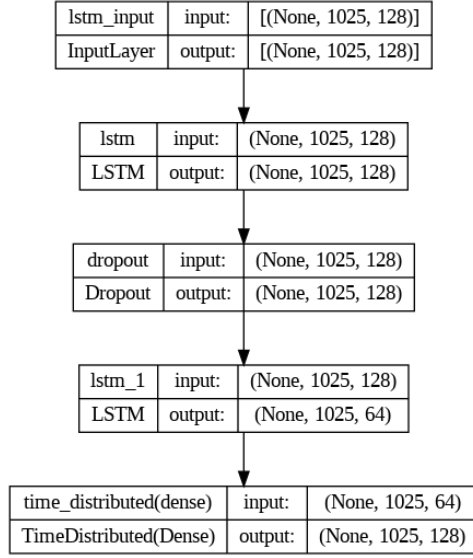 lstm_input input: [(None, 1025, 128)]
InputLayer output: [(None, 1025, 128)]
lstm input: (None, 1025, 128)
LSTM output: (None, 1025, 128)
dropout input: (None, 1025, 128)
Dropout output: (None, 1025, 128)
lstm_1 input: (None, 1025, 128)
LSTM output: (None, 1025, 64)
time_distributed(dense) input: (None, 1025, 64)
TimeDistributed(Dense) output: (None, 1025, 128)